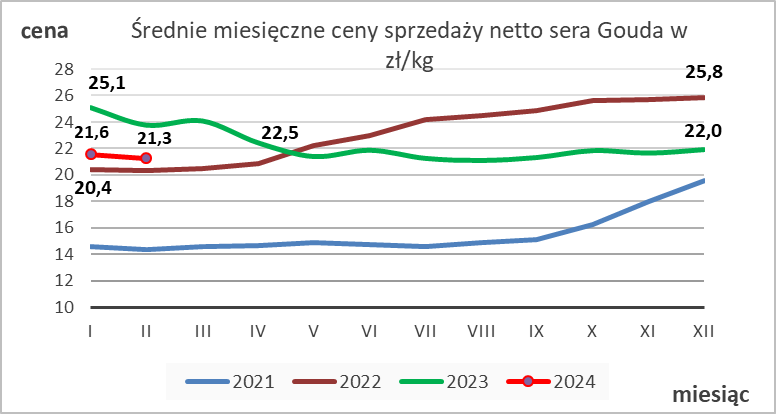 cena
Średnie miesięczne ceny sprzedaży netto sera Gouda w
zł/kg
28
26
24
22
20
18
16
14
12
10
25,1
21,6
21,3
20,4
22,5
25,8
22,0
I II III IV V VI VII VIII IX X XI XII
2021 2022 2023 2024
miesiąc